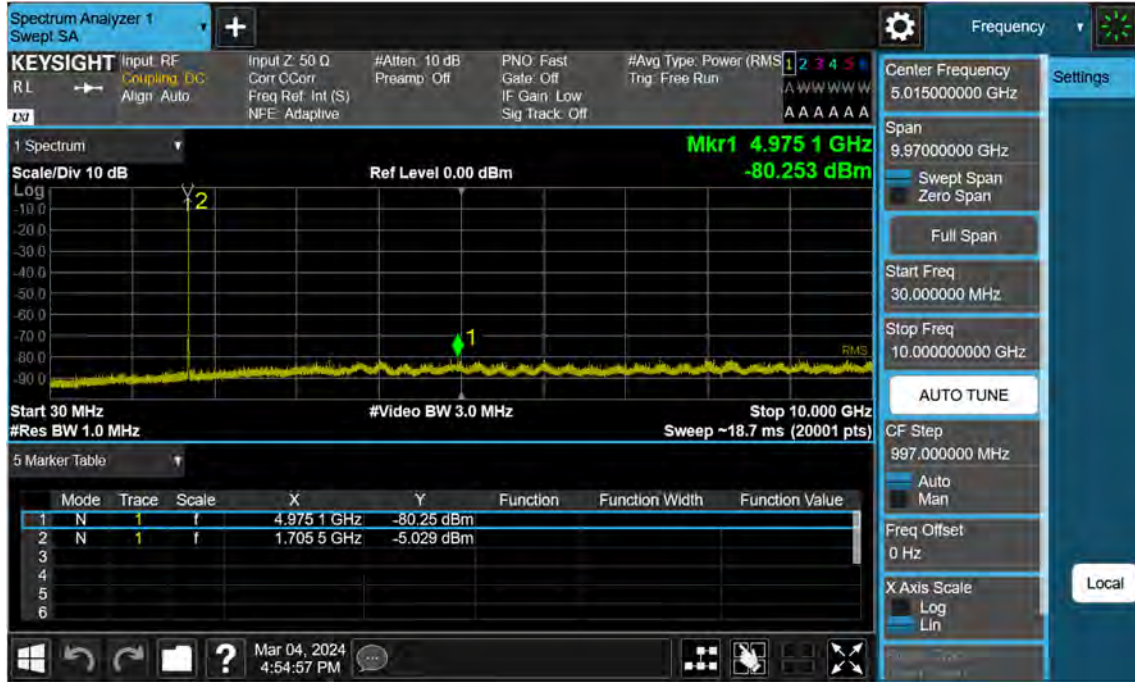 Spectrum Analyzer 1
Swept SA
+
Frequency
KEYSIGHT
RL
LXI
Input: RF
Coupling: DC
Align: Auto
Input Z: 50 Ω
Corr CCorr
Freq Ref: Int (S)
NFE: Adaptive
#Atten: 10 dB
Preamp: Off
PNO: Fast
Gate: Off
IF Gain: Low
Sig Track: Off
#Avg Type: Power (RMS
Trig: Free Run
1 2 3 4 5 6
A W W W W W
A A A A A A
1 Spectrum
Scale/Div 10 dB
Ref Level 0.00 dBm
Mkr1 4.975 1 GHz
-80.253 dBm
Log
-10.0
-20.0
-30.0
-40.0
-50.0
-60.0
-70.0
-80.0
-90.0
2
1
RMS
Start 30 MHz
#Video BW 3.0 MHz
Stop 10.000 GHz
#Res BW 1.0 MHz
Sweep ~18.7 ms (20001 pts)
5 Marker Table
Mode Trace Scale X Y Function Function Width Function Value
1 N 1 f 4.975 1 GHz -80.25 dBm
2 N 1 f 1.705 5 GHz -5.029 dBm
3
4
5
6
Mar 04, 2024
4:54:57 PM
Center Frequency
5.015000000 GHz
Span
9.97000000 GHz
Swept Span
Zero Span
Full Span
Start Freq
30.000000 MHz
Stop Freq
10.000000000 GHz
AUTO TUNE
CF Step
997.000000 MHz
Auto
Man
Freq Offset
0 Hz
X Axis Scale
Log
Lin
Settings
Local